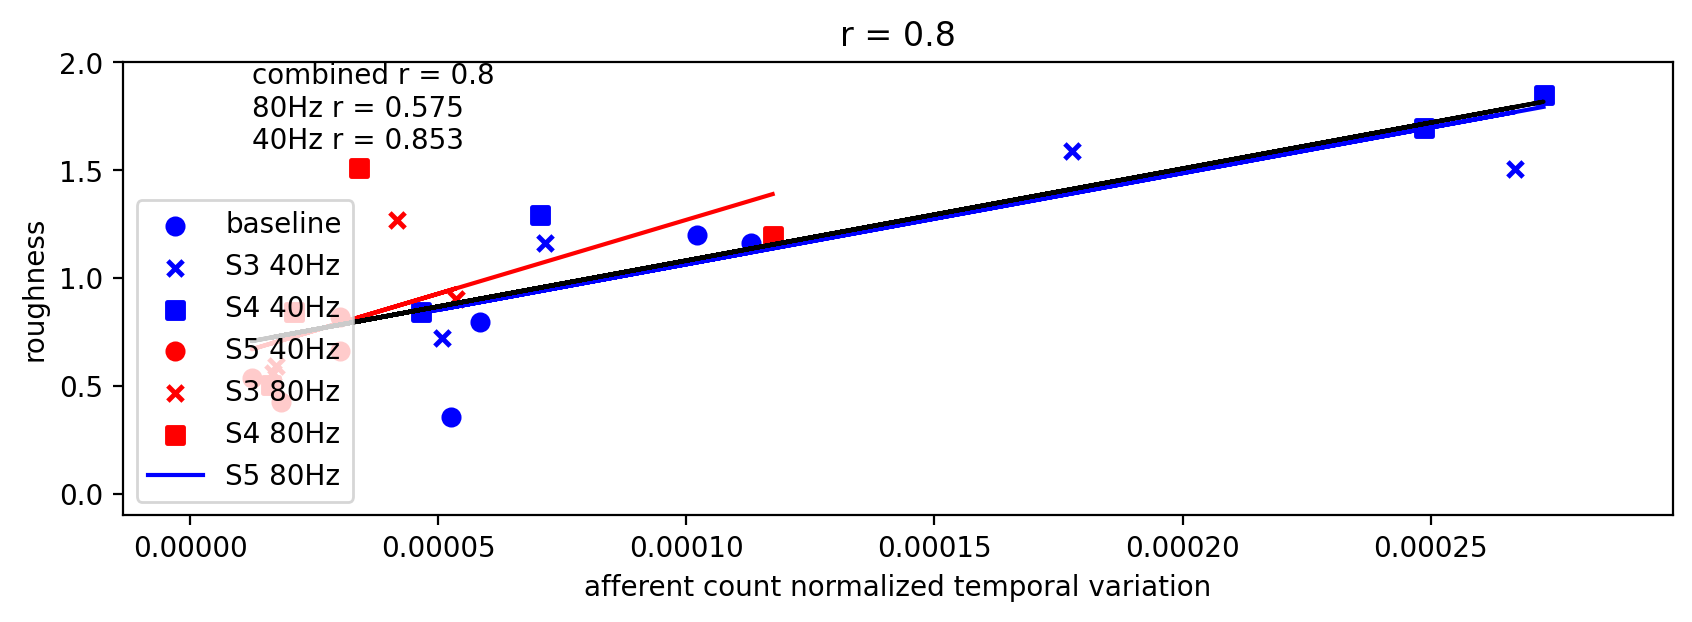 r = 0.8
combined r = 0.8
80Hz r = 0.575
40Hz r = 0.853
roughness
2.0
1.5
1.0
0.5
0.0
baseline
S3 40Hz
S4 40Hz
S5 40Hz
S3 80Hz
S4 80Hz
S5 80Hz
0.00000 0.00005 0.00010 0.00015 0.00020 0.00025
afferent count normalized temporal variation